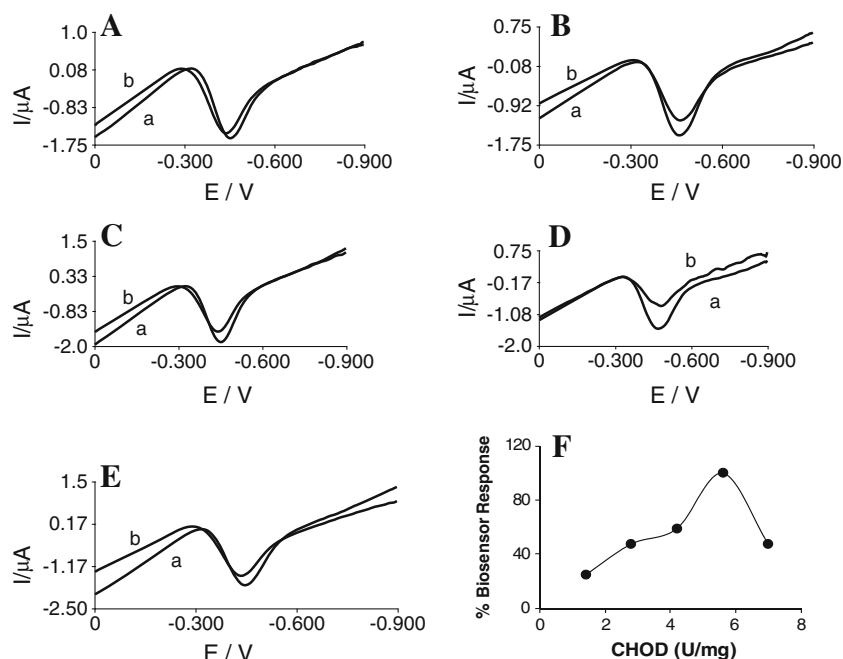 A
1.0
0.08
-0.83
-1.75
I/µA
b
a
0
-0.300
-0.600
-0.900
E / V
B
0.75
-0.08
-0.92
-1.75
I/µA
b
a
0
-0.300
-0.600
-0.900
E / V
C
1.5
0.33
-0.83
-2.0
I/µA
b
a
0
-0.300
-0.600
-0.900
E / V
D
0.75
-0.17
-1.08
-2.0
I/µA
b
a
0
-0.300
-0.600
-0.900
E / V
E
1.5
0.17
-1.17
-2.50
I/µA
b
a
0
-0.300
-0.600
-0.900
E / V
F
120
80
40
0
% Biosensor Response
0
2
4
6
8
CHOD (U/mg)